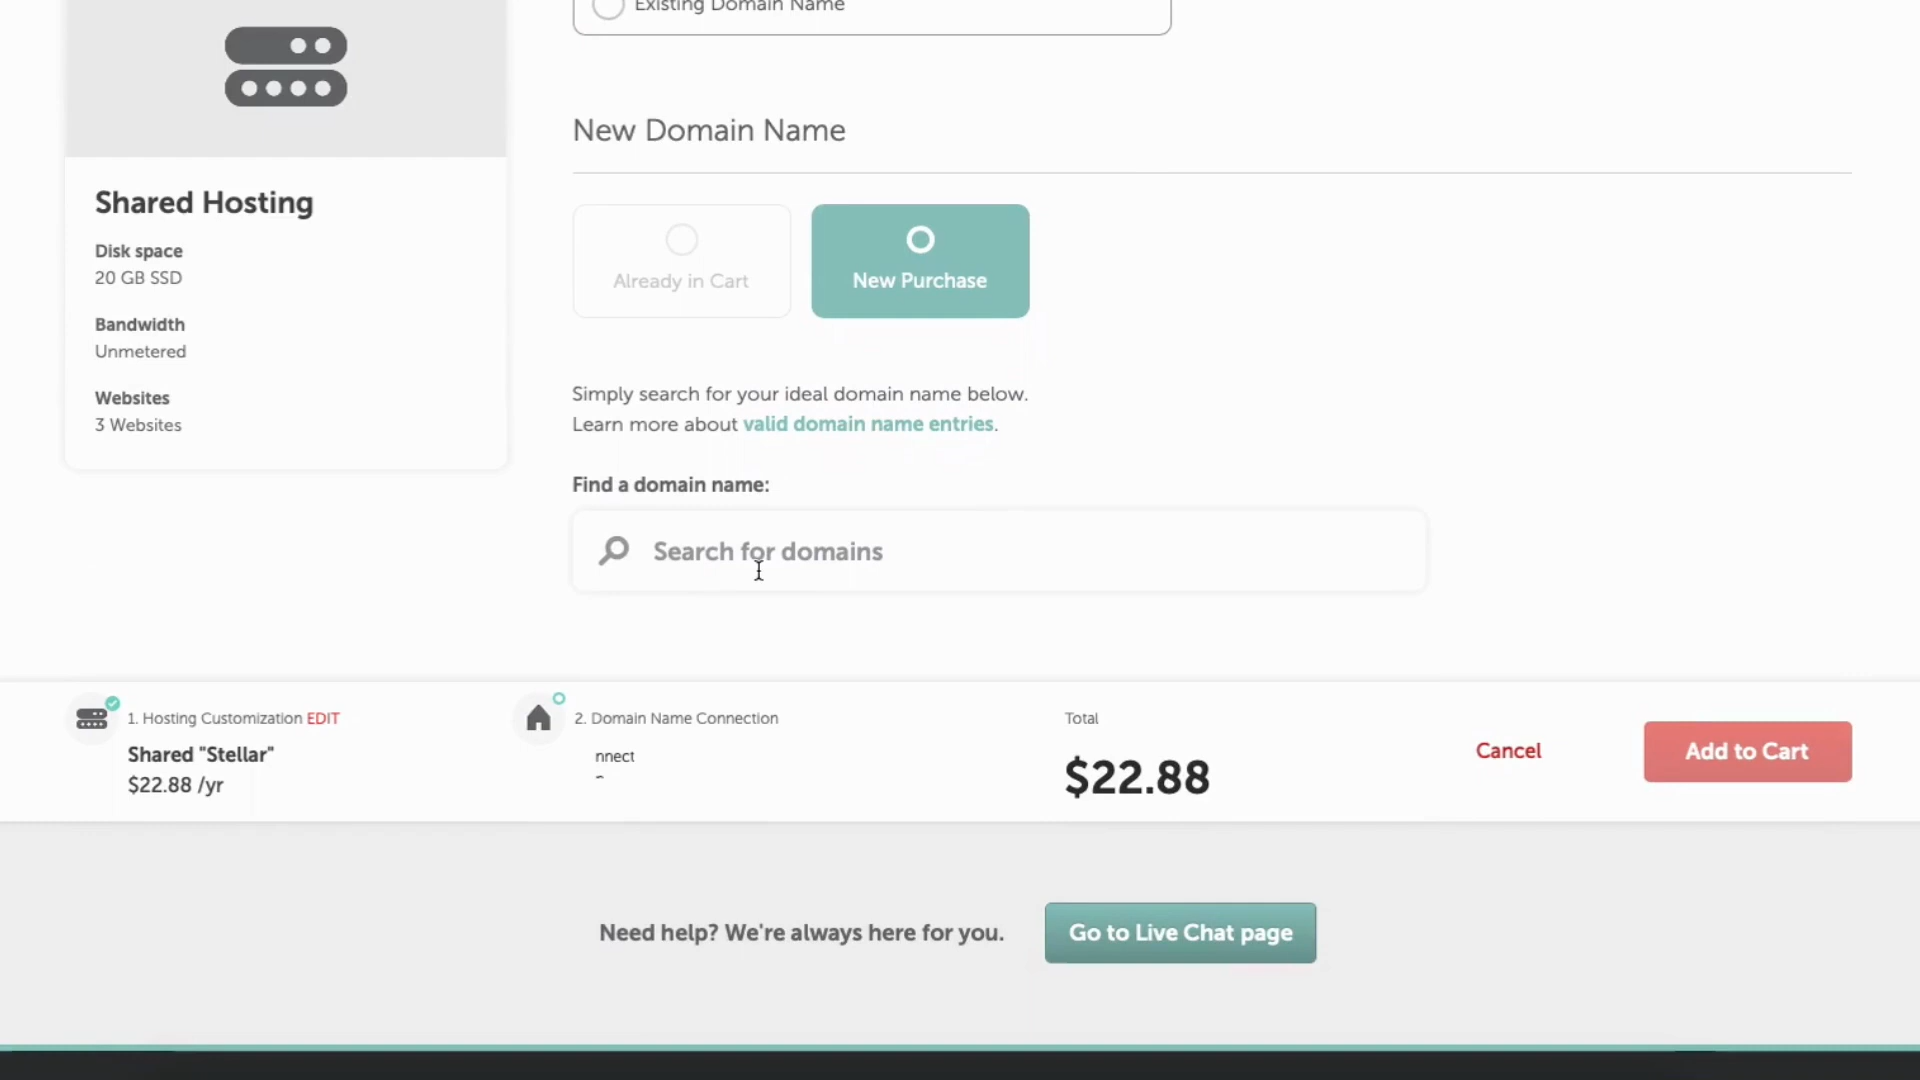 Existing Domain Name
New Domain Name
Already in Cart
New Purchase
Shared Hosting
Disk space
20 GB SSD
Bandwidth
Unmetered
Websites
3 Websites
Simply search for your ideal domain name below.
Learn more about valid domain name entries.
Find a domain name:
Search for domains
1. Hosting Customization EDIT
Shared "Stellar"
$22.88 /yr
2. Domain Name Connection
nnect
Total
$22.88
Cancel
Add to Cart
Need help? We're always here for you.
Go to Live Chat page